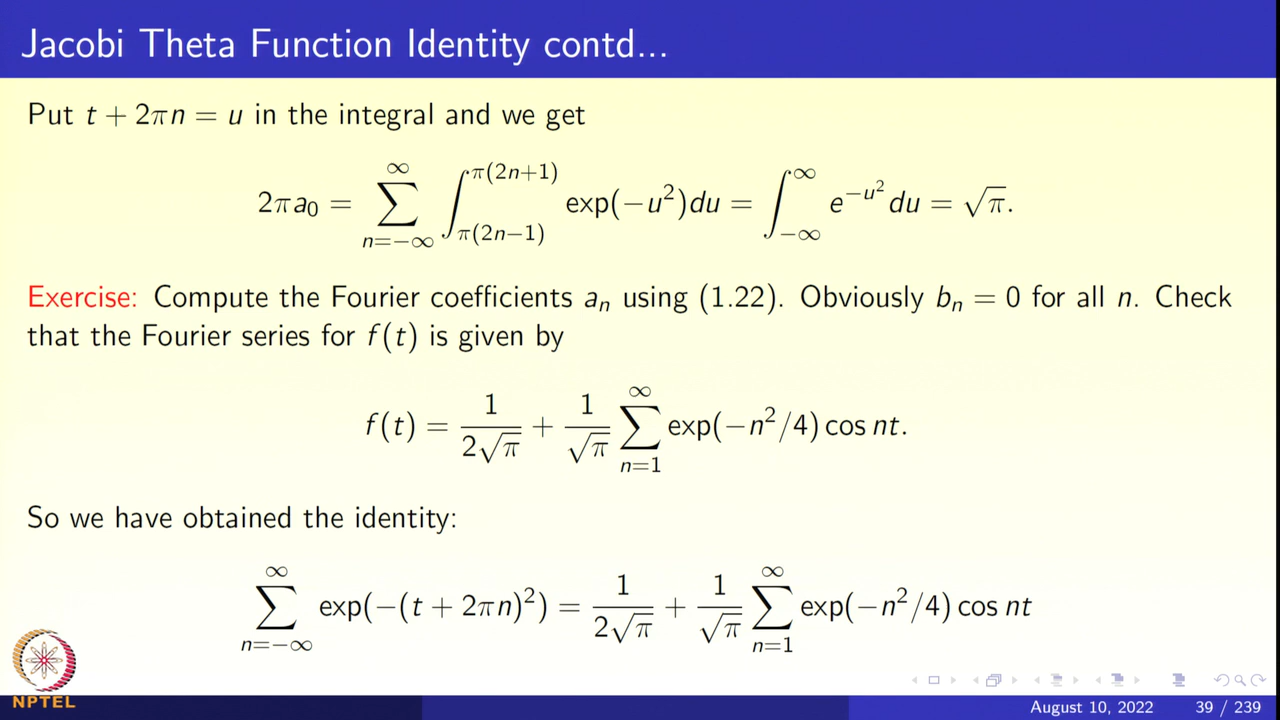 Jacobi Theta Function Identity contd...
Put t + 2πn = u in the integral and we get
2πa₀ = ∑_{n=−∞}^{∞} ∫_{π(2n−1)}^{π(2n+1)} exp(−u²)du = ∫_{−∞}^{∞} e^{−u²} du = √π.
Exercise: Compute the Fourier coefficients aₙ using (1.22). Obviously bₙ = 0 for all n. Check
that the Fourier series for f(t) is given by
f(t) = 1/(2√π) + 1/√π ∑_{n=1}^{∞} exp(−n²/4) cos nt.
So we have obtained the identity:
∑_{n=−∞}^{∞} exp(−(t + 2πn)²) = 1/(2√π) + 1/√π ∑_{n=1}^{∞} exp(−n²/4) cos nt
NPTEL
August 10, 2022 39 / 239